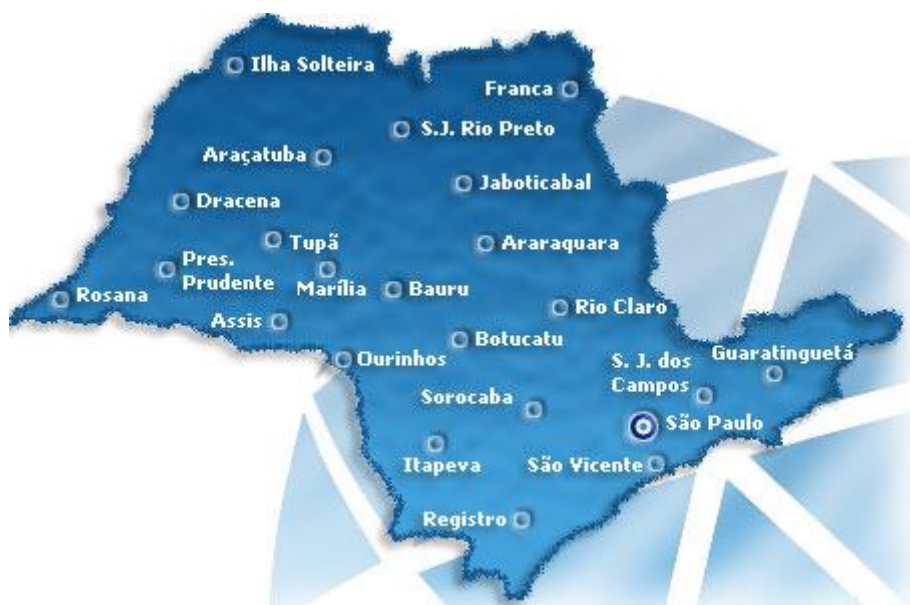 Ilha Solteira
Franca
S.J. Rio Preto
Araçatuba
Jaboticabal
Dracena
Tupã
Araraquara
Pres.
Prudente
Marília
Bauru
Rosana
Rio Claro
Assis
Botucatu
Ourinhos
Guaratinguetá
S. J. dos
Campos
Sorocaba
São Paulo
Itapeva
São Vicente
Registro